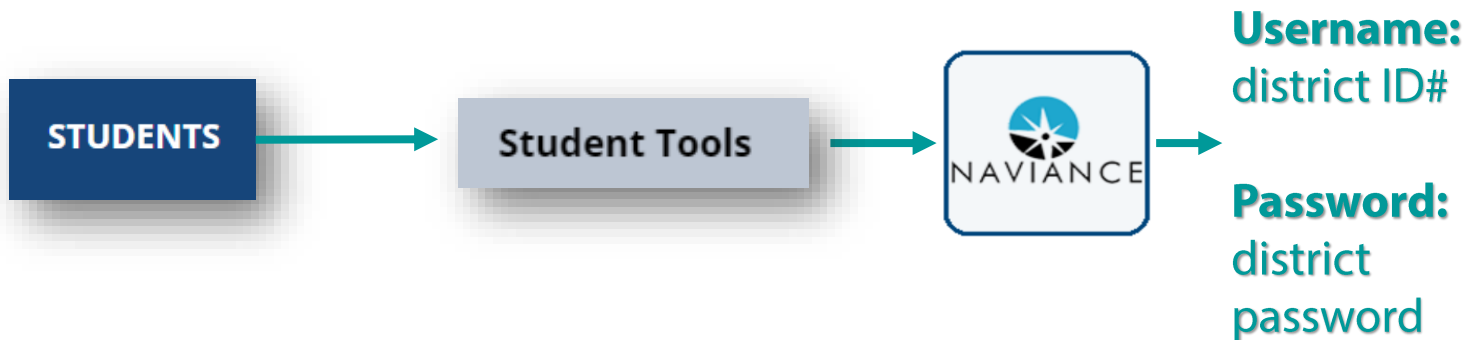 STUDENTS
Student Tools
NAVIANCE
Username:
district ID#
Password:
district
password